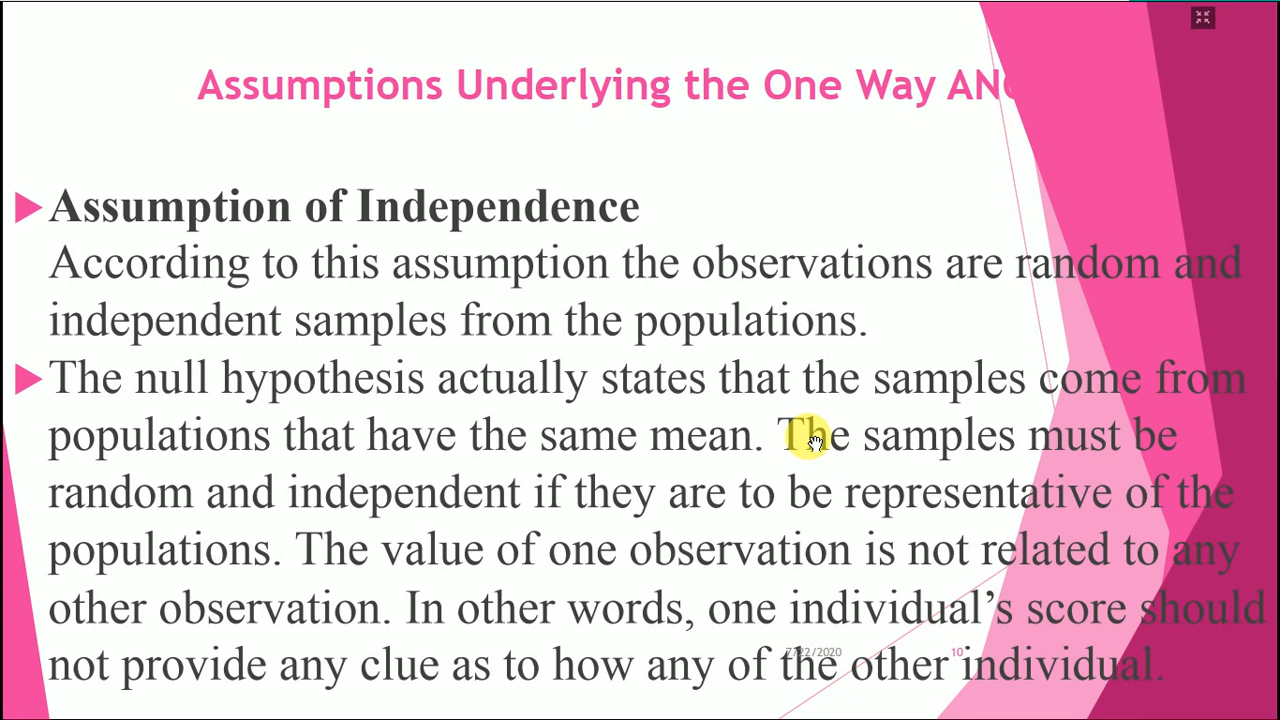 Assumptions Underlying the One Way
Assumption of Independence
According to this assumption the observations are random and
independent samples from the populations.
The null hypothesis actually states that the samples come from
populations that have the same mean. The samples must be
random and independent if they are to be representative of the
populations. The value of one observation is not related to any
other observation. In other words, one individual’s score should
not provide any clue as to how any of the other individual.
7/22/2020
10